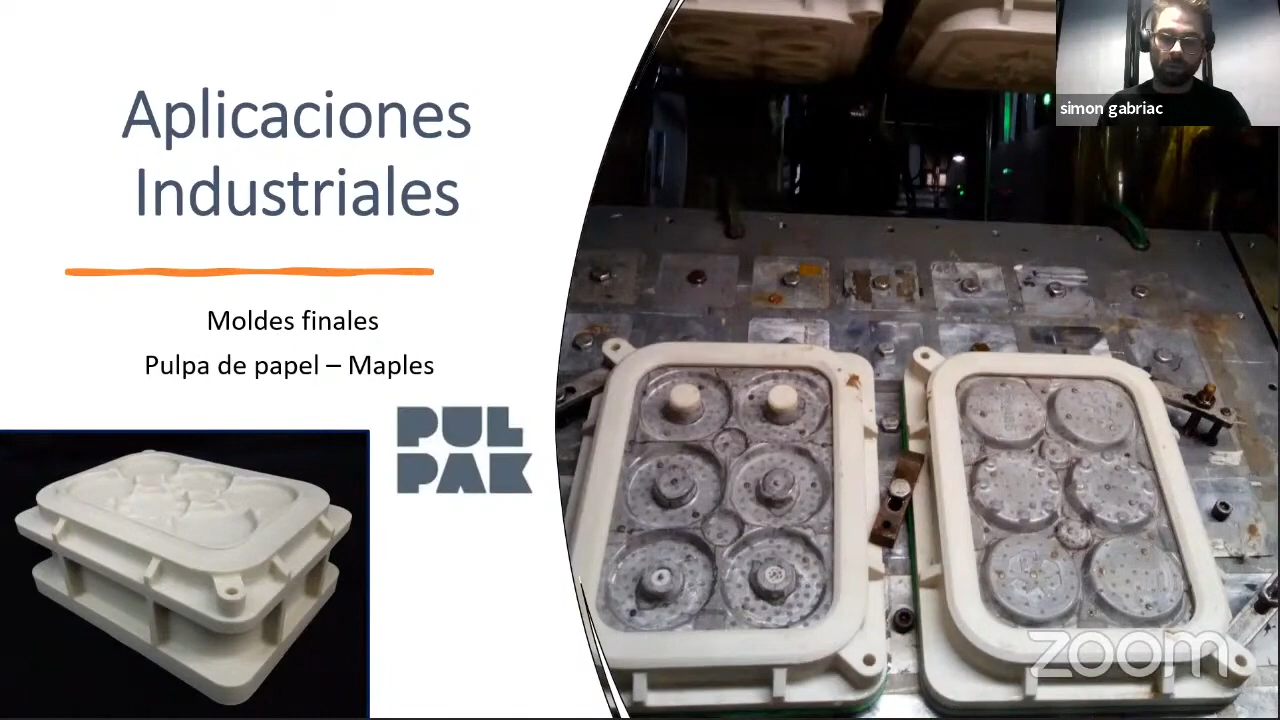 Aplicaciones
Industriales
Moldes finales
Pulpa de papel – Maples
PUL
PAK
simon gabriac
zoom